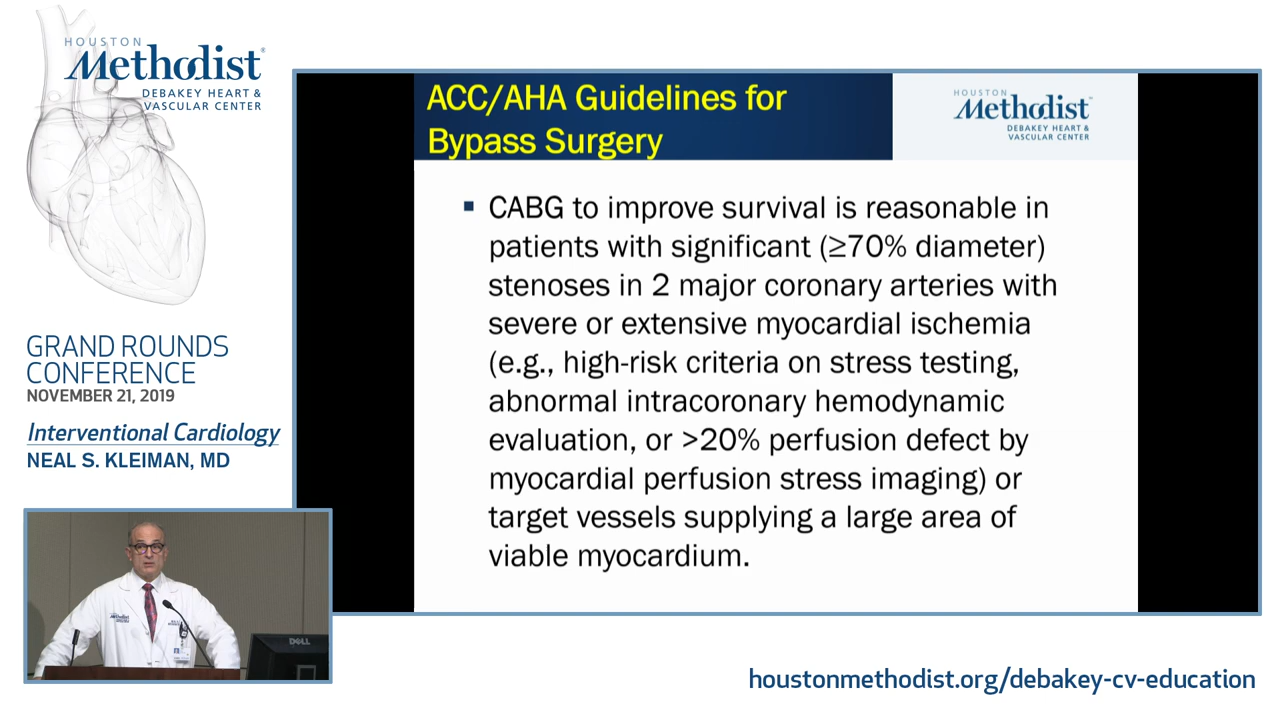 HOUSTON
Methodist®
DEBAKEY HEART &
VASCULAR CENTER
GRAND ROUNDS
CONFERENCE
NOVEMBER 21, 2019
Interventional Cardiology
NEAL S. KLEIMAN, MD
ACC/AHA Guidelines for
Bypass Surgery
HOUSTON
Methodist
DEBAKEY HEART &
VASCULAR CENTER
▪ CABG to improve survival is reasonable in
patients with significant (≥70% diameter)
stenoses in 2 major coronary arteries with
severe or extensive myocardial ischemia
(e.g., high-risk criteria on stress testing,
abnormal intracoronary hemodynamic
evaluation, or >20% perfusion defect by
myocardial perfusion stress imaging) or
target vessels supplying a large area of
viable myocardium.
Methodist
DELL
houstonmethodist.org/debakey-cv-education